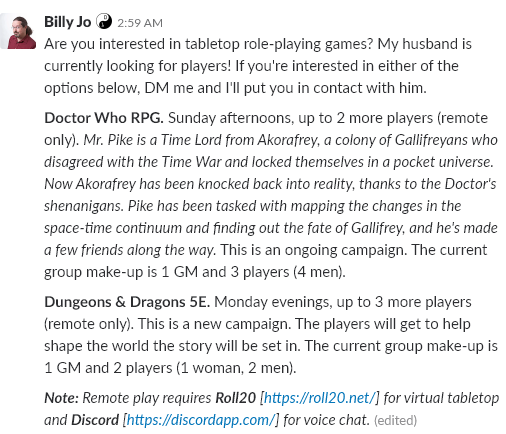 Billy Jo 2:59 AM
Are you interested in tabletop role-playing games? My husband is
currently looking for players! If you're interested in either of the
options below, DM me and I'll put you in contact with him.
Doctor Who RPG. Sunday afternoons, up to 2 more players (remote
only). Mr. Pike is a Time Lord from Akorafrey, a colony of Gallifreyans who
disagreed with the Time War and locked themselves in a pocket universe.
Now Akorafrey has been knocked back into reality, thanks to the Doctor's
shenanigans. Pike has been tasked with mapping the changes in the
space-time continuum and finding out the fate of Gallifrey, and he's made
a few friends along the way. This is an ongoing campaign. The current
group make-up is 1 GM and 3 players (4 men).
Dungeons & Dragons 5E. Monday evenings, up to 3 more players
(remote only). This is a new campaign. The players will get to help
shape the world the story will be set in. The current group make-up is
1 GM and 2 players (1 woman, 2 men).
Note: Remote play requires Roll20 [https://roll20.net/] for virtual tabletop
and Discord [https://discordapp.com/] for voice chat. (edited)